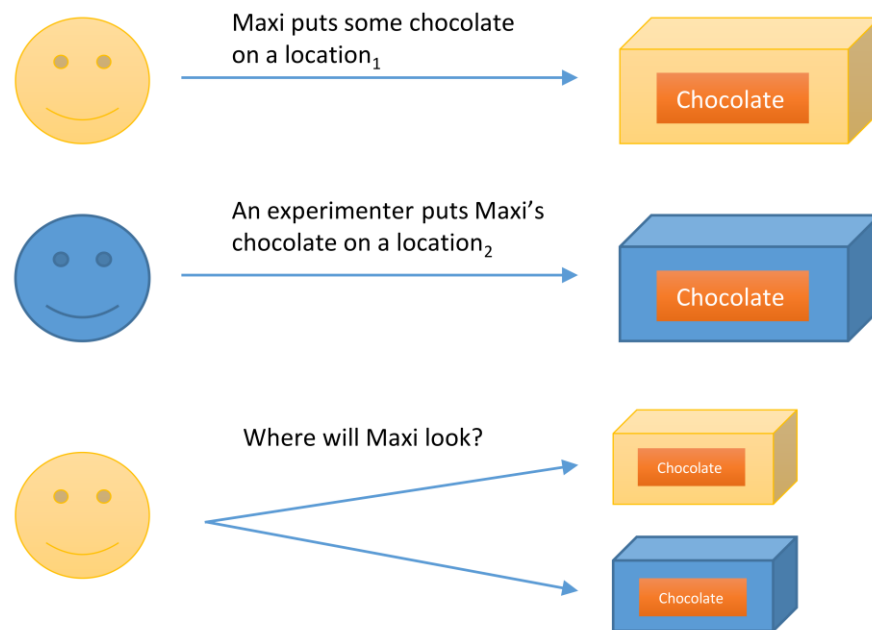 Maxi puts some chocolate
on a location₁
Chocolate
An experimenter puts Maxi’s
chocolate on a location₂
Chocolate
Where will Maxi look?
Chocolate
Chocolate